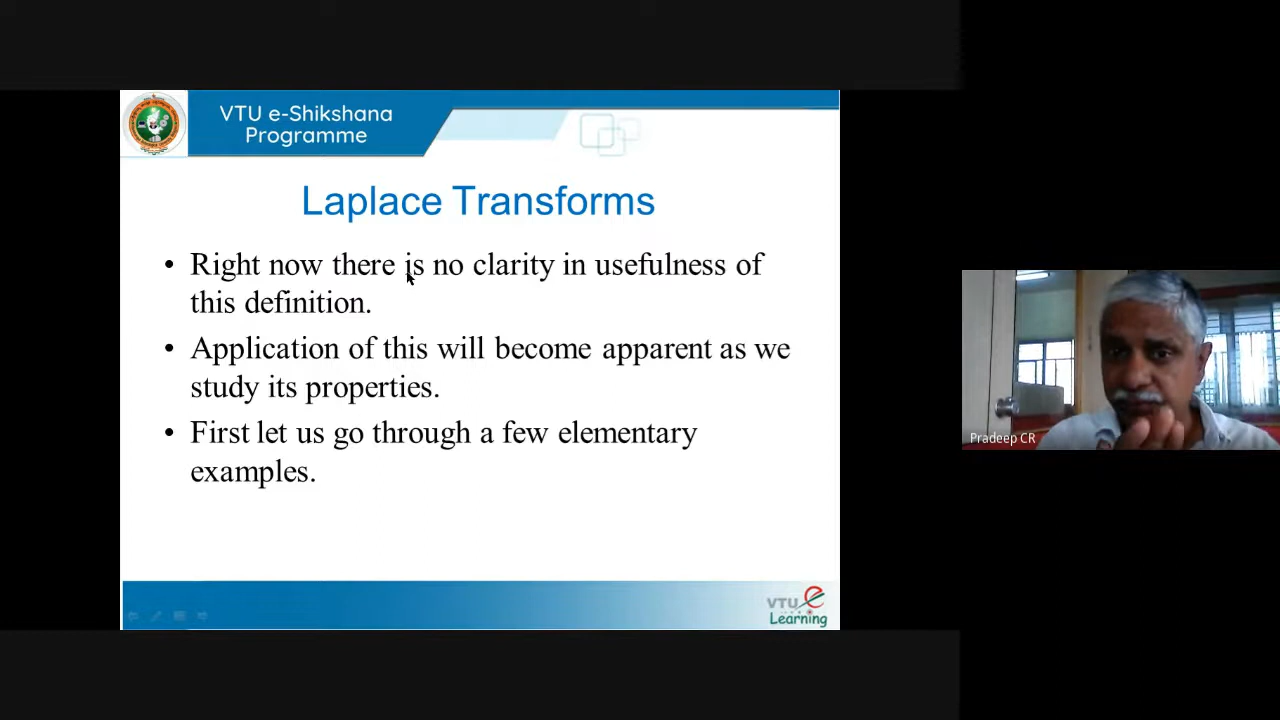 VTU e-Shikshana
Programme
Laplace Transforms
• Right now there is no clarity in usefulness of
this definition.
• Application of this will become apparent as we
study its properties.
• First let us go through a few elementary
examples.
Pradeep CR
VTU e
Learning